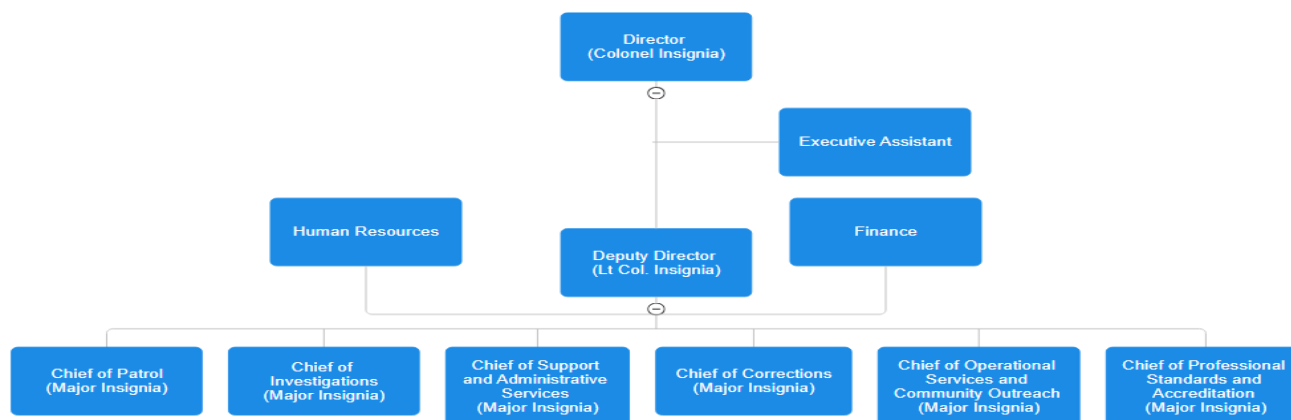 Director
(Colonel Insignia)
Executive Assistant
Human Resources
Finance
Deputy Director
(Lt Col. Insignia)
Chief of Patrol
(Major Insignia)
Chief of
Investigations
(Major Insignia)
Chief of Support
and Administrative
Services
(Major Insignia)
Chief of Corrections
(Major Insignia)
Chief of Operational
Services and
Community Outreach
(Major Insignia)
Chief of Professional
Standards and
Accreditation
(Major Insignia)